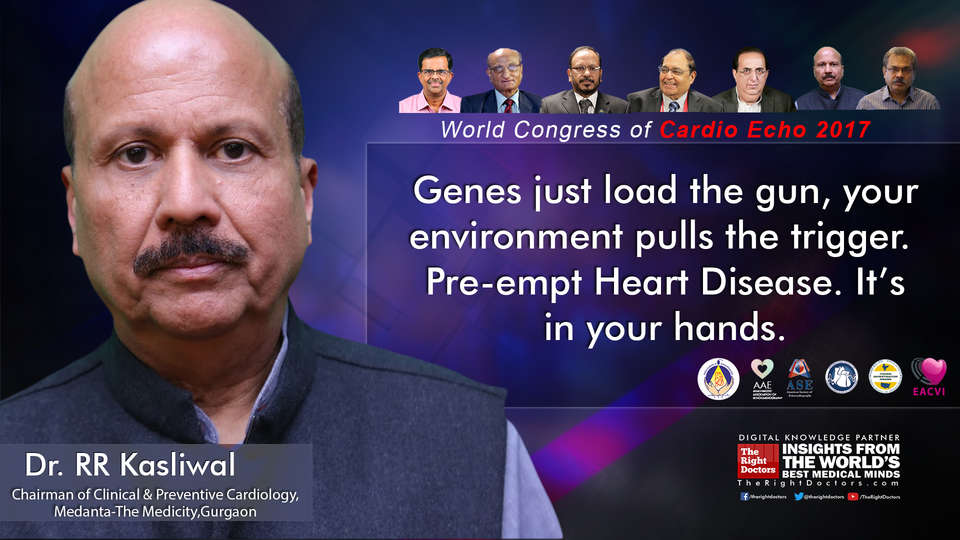 World Congress of Cardio Echo 2017
Genes just load the gun, your
environment pulls the trigger.
Pre-empt Heart Disease. It's
in your hands.
AAE
ASE
EACVI
Dr. RR Kasliwal
Chairman of Clinical & Preventive Cardiology,
Medanta-The Medicity,Gurgaon
DIGITAL KNOWLEDGE PARTNER
The
Right
Doctors
INSIGHTS FROM
THE WORLD'S
BEST MEDICAL MINDS
TheRightDoctors.com
/therightdoctors
/therightdoctors
/TheRightDoctors